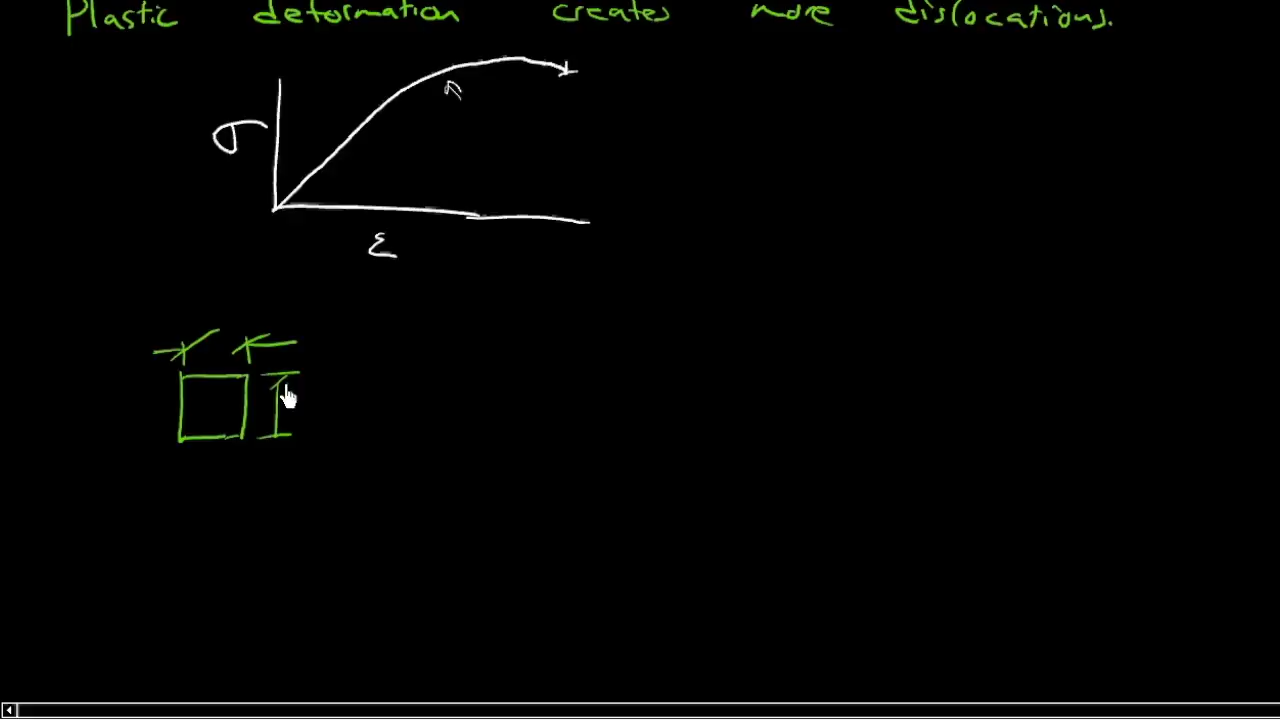 Plastic deformation creates more dislocations.
σ
ε